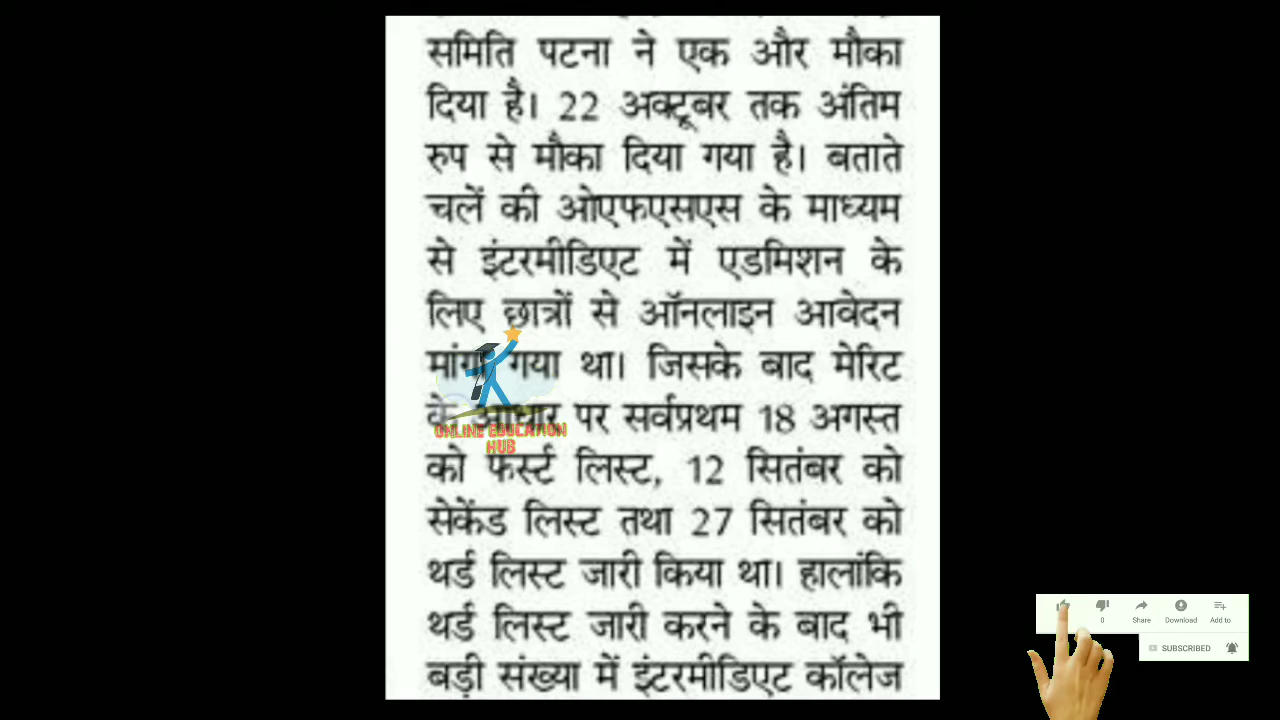 समिति पटना ने एक और मौका
दिया है। 22 अक्टूबर तक अंतिम
रुप से मौका दिया गया है। बताते
चलें की ओएफएसएस के माध्यम
से इंटरमीडिएट में एडमिशन के
लिए छात्रों से ऑनलाइन आवेदन
मांगा गया था। जिसके बाद मेरिट
के आधार पर सर्वप्रथम 18 अगस्त
ONLINE EDUCATION
HUB
को फर्स्ट लिस्ट, 12 सितंबर को
सेकेंड लिस्ट तथा 27 सितंबर को
थर्ड लिस्ट जारी किया था। हालांकि
थर्ड लिस्ट जारी करने के बाद भी
बड़ी संख्या में इंटरमीडिएट कॉलेज
0 Share Download Add to
SUBSCRIBED